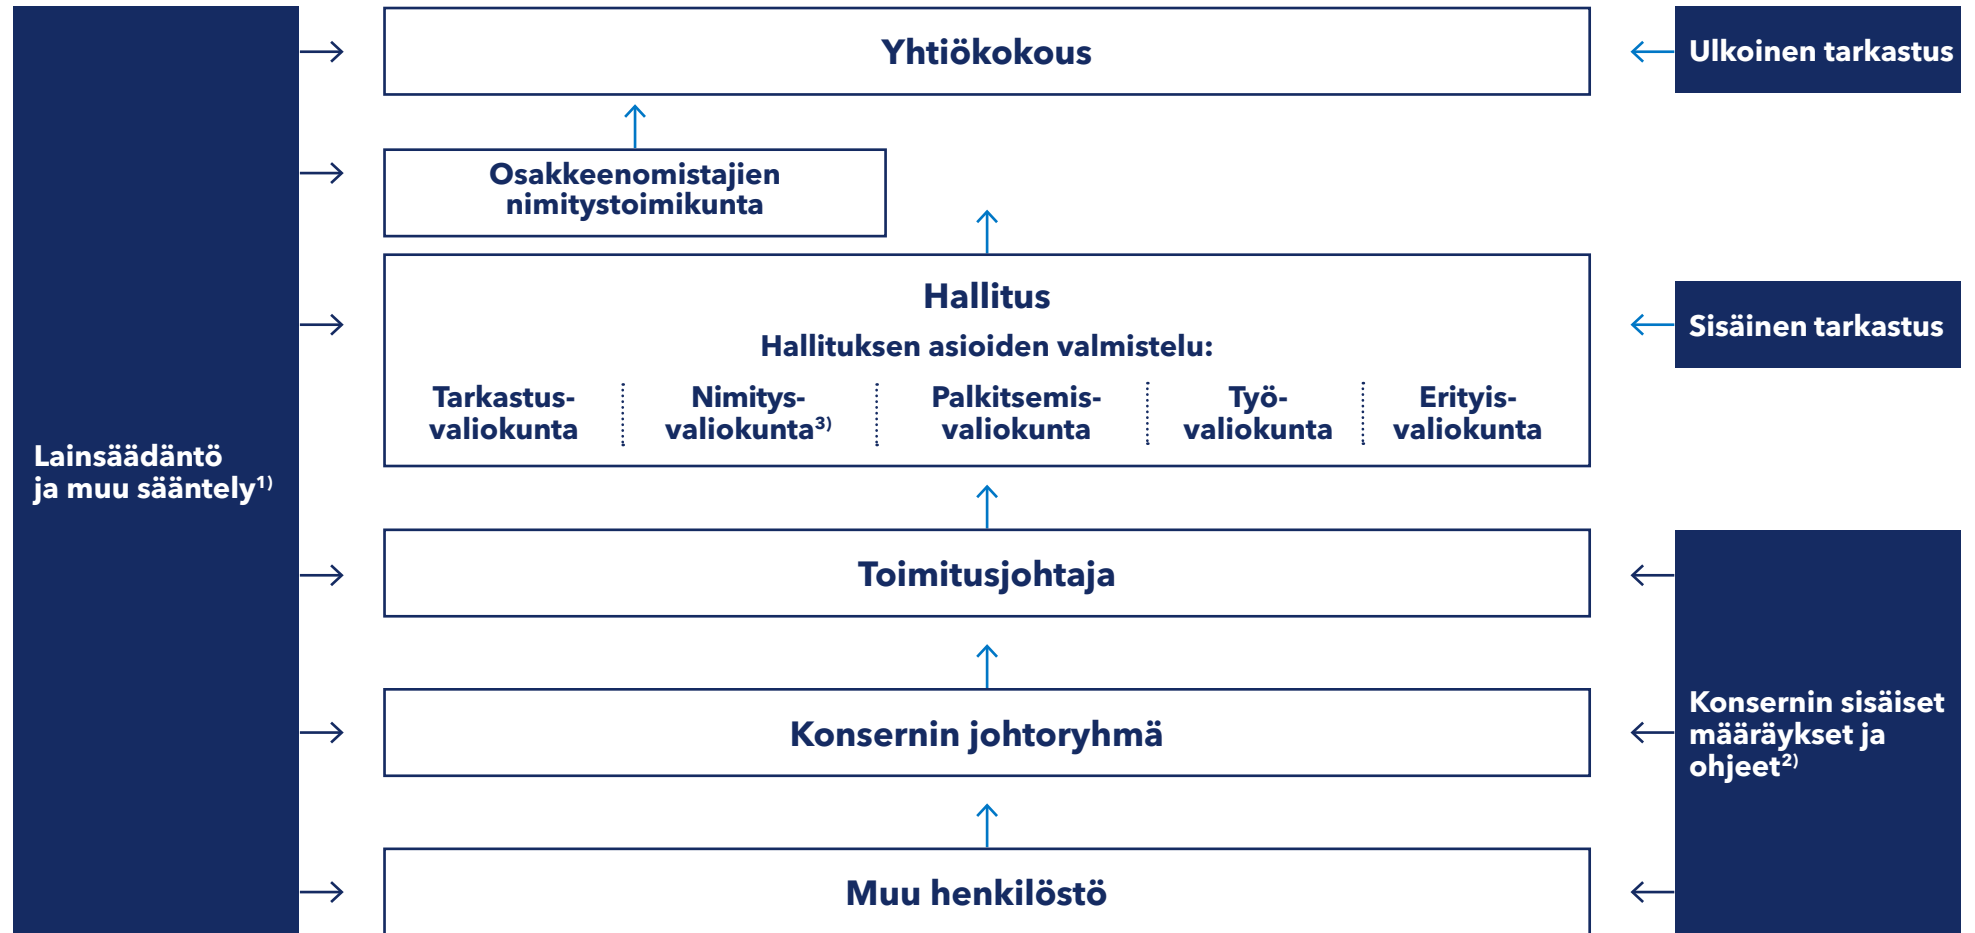 Yhtiökokous
Ulkoinen tarkastus
Osakkeenomistajien
nimitystoimikunta
Hallitus
Hallituksen asioiden valmistelu:
Tarkastus-
valiokunta
Nimitys-
valiokunta³⁾
Palkitsemis-
valiokunta
Työ-
valiokunta
Erityis-
valiokunta
Sisäinen tarkastus
Lainsäädäntö
ja muu sääntely¹⁾
Toimitusjohtaja
Konsernin johtoryhmä
Konsernin sisäiset
määräykset ja
ohjeet²⁾
Muu henkilöstö